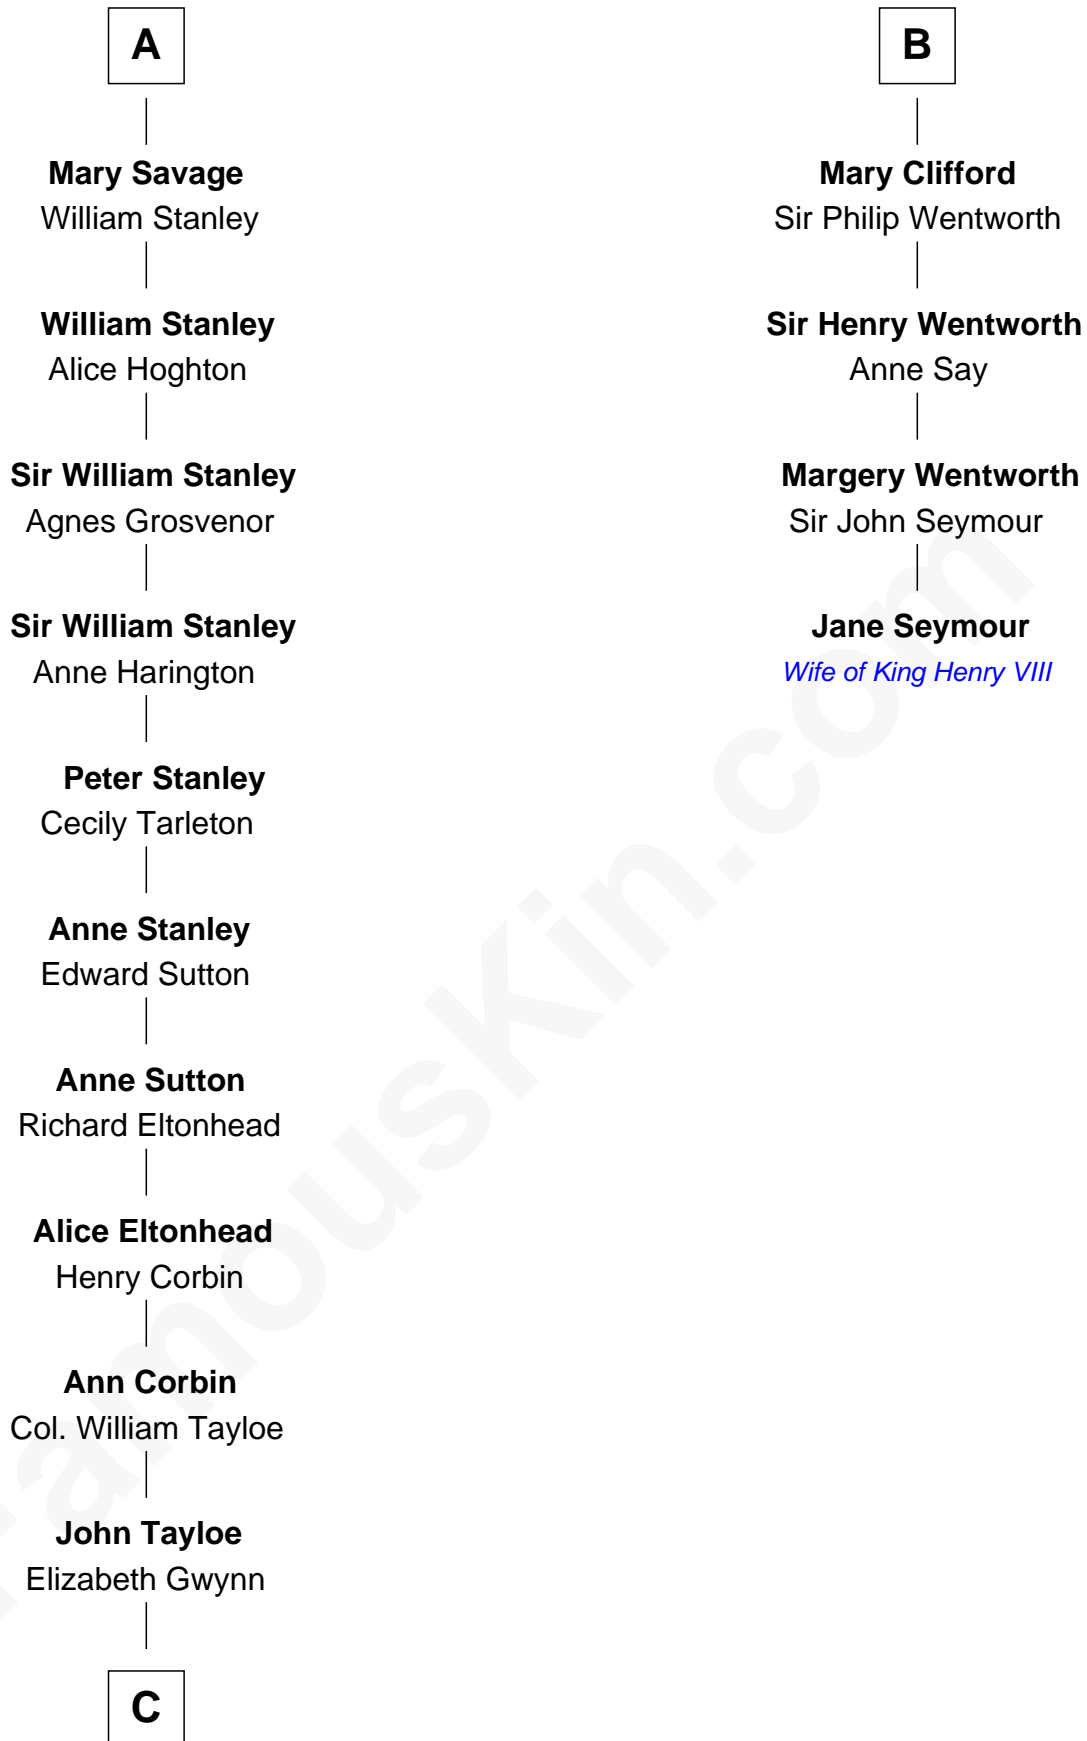 A
Mary Savage
William Stanley
William Stanley
Alice Hoghton
Sir William Stanley
Agnes Grosvenor
Sir William Stanley
Anne Harington
Peter Stanley
Cecily Tarleton
Anne Stanley
Edward Sutton
Anne Sutton
Richard Eltonhead
Alice Eltonhead
Henry Corbin
Ann Corbin
Col. William Tayloe
John Tayloe
Elizabeth Gwynn
C
B
Mary Clifford
Sir Philip Wentworth
Sir Henry Wentworth
Anne Say
Margery Wentworth
Sir John Seymour
Jane Seymour
Wife of King Henry VIII
FamousKin.com